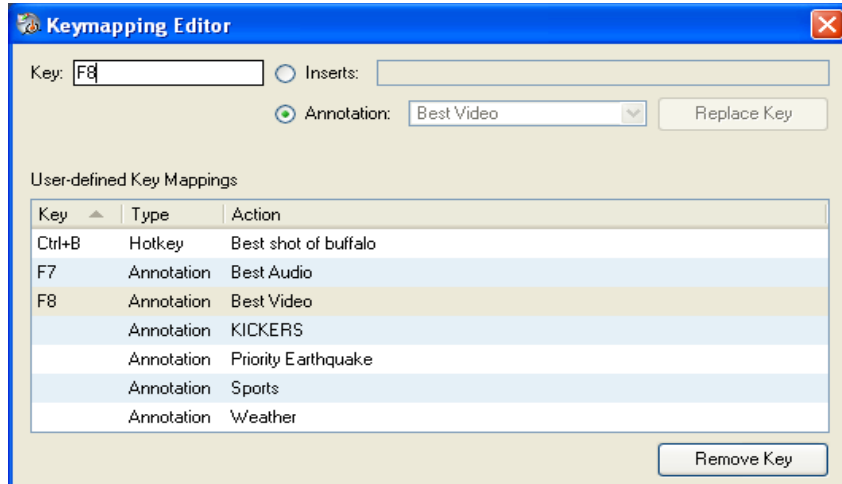 Keymapping Editor
Key: F8 Inserts:
Annotation: Best Video Replace Key
User-defined Key Mappings
Key Type Action
Ctrl+B Hotkey Best shot of buffalo
F7 Annotation Best Audio
F8 Annotation Best Video
Annotation KICKERS
Annotation Priority Earthquake
Annotation Sports
Annotation Weather
Remove Key